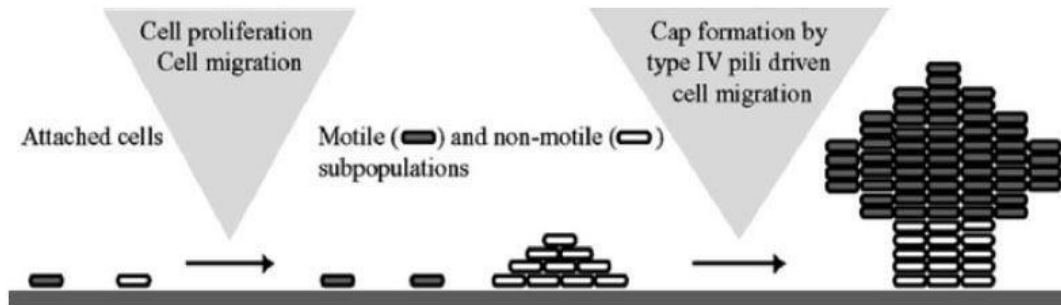 Cell proliferation
Cell migration
Cap formation by
type IV pili driven
cell migration
Attached cells
Motile ( ) and non-motile ( )
subpopulations